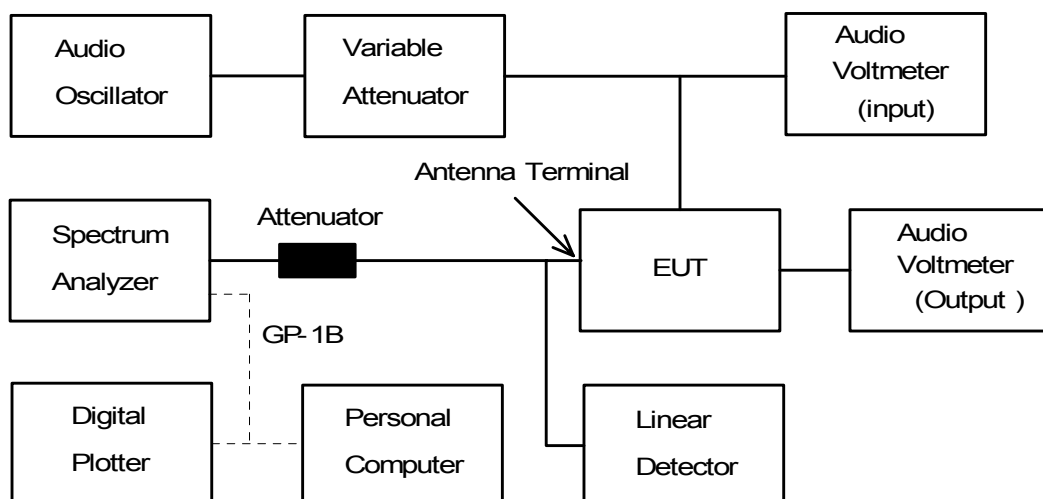 Audio
Oscillator
Variable
Attenuator
Audio
Voltmeter
(input)
Antenna Terminal
Spectrum
Analyzer
Attenuator
EUT
Audio
Voltmeter
(Output )
GP-1B
Digital
Plotter
Personal
Computer
Linear
Detector